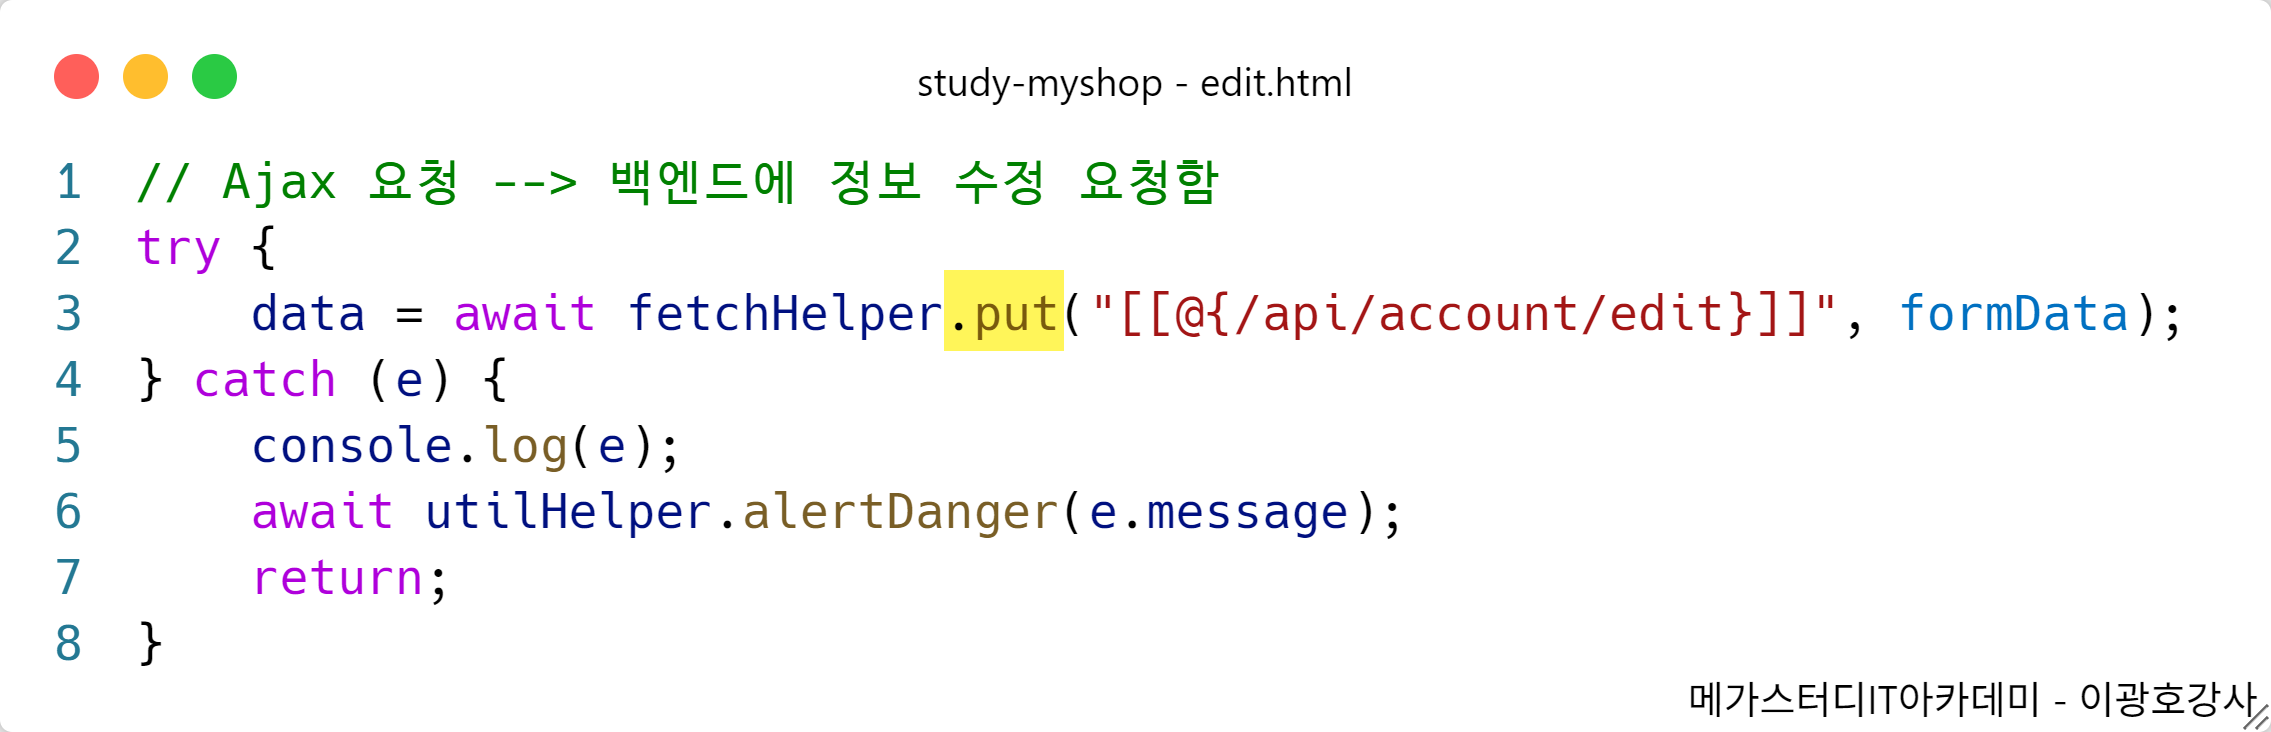 study-myshop - edit.html
1 // Ajax 요청 --> 백엔드에 정보 수정 요청함
2 try {
3     data = await fetchHelper.put("[[@{/api/account/edit}]]", formData);
4 } catch (e) {
5     console.log(e);
6     await utilHelper.alertDanger(e.message);
7     return;
8 }
메가스터디IT아카데미 - 이광호강사